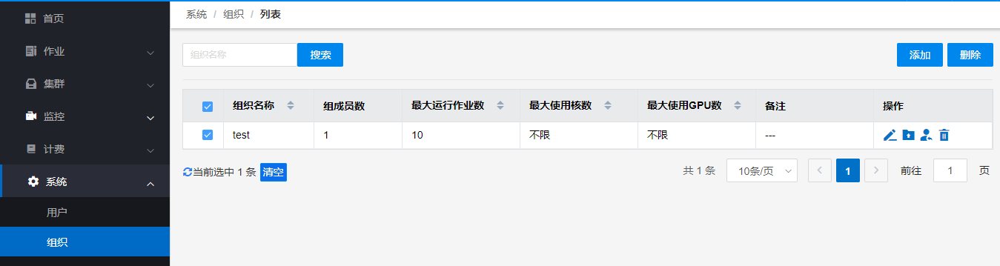 首页
作业
集群
监控
计费
系统
用户
组织
系统 / 组织 / 列表
组织名称 搜索 添加 删除
组织名称 组成员数 最大运行作业数 最大使用核数 最大使用GPU数 备注 操作
test 1 10 不限 不限 ---
当前选中 1 条 清空 共 1 条 10条/页 1 前往 1 页